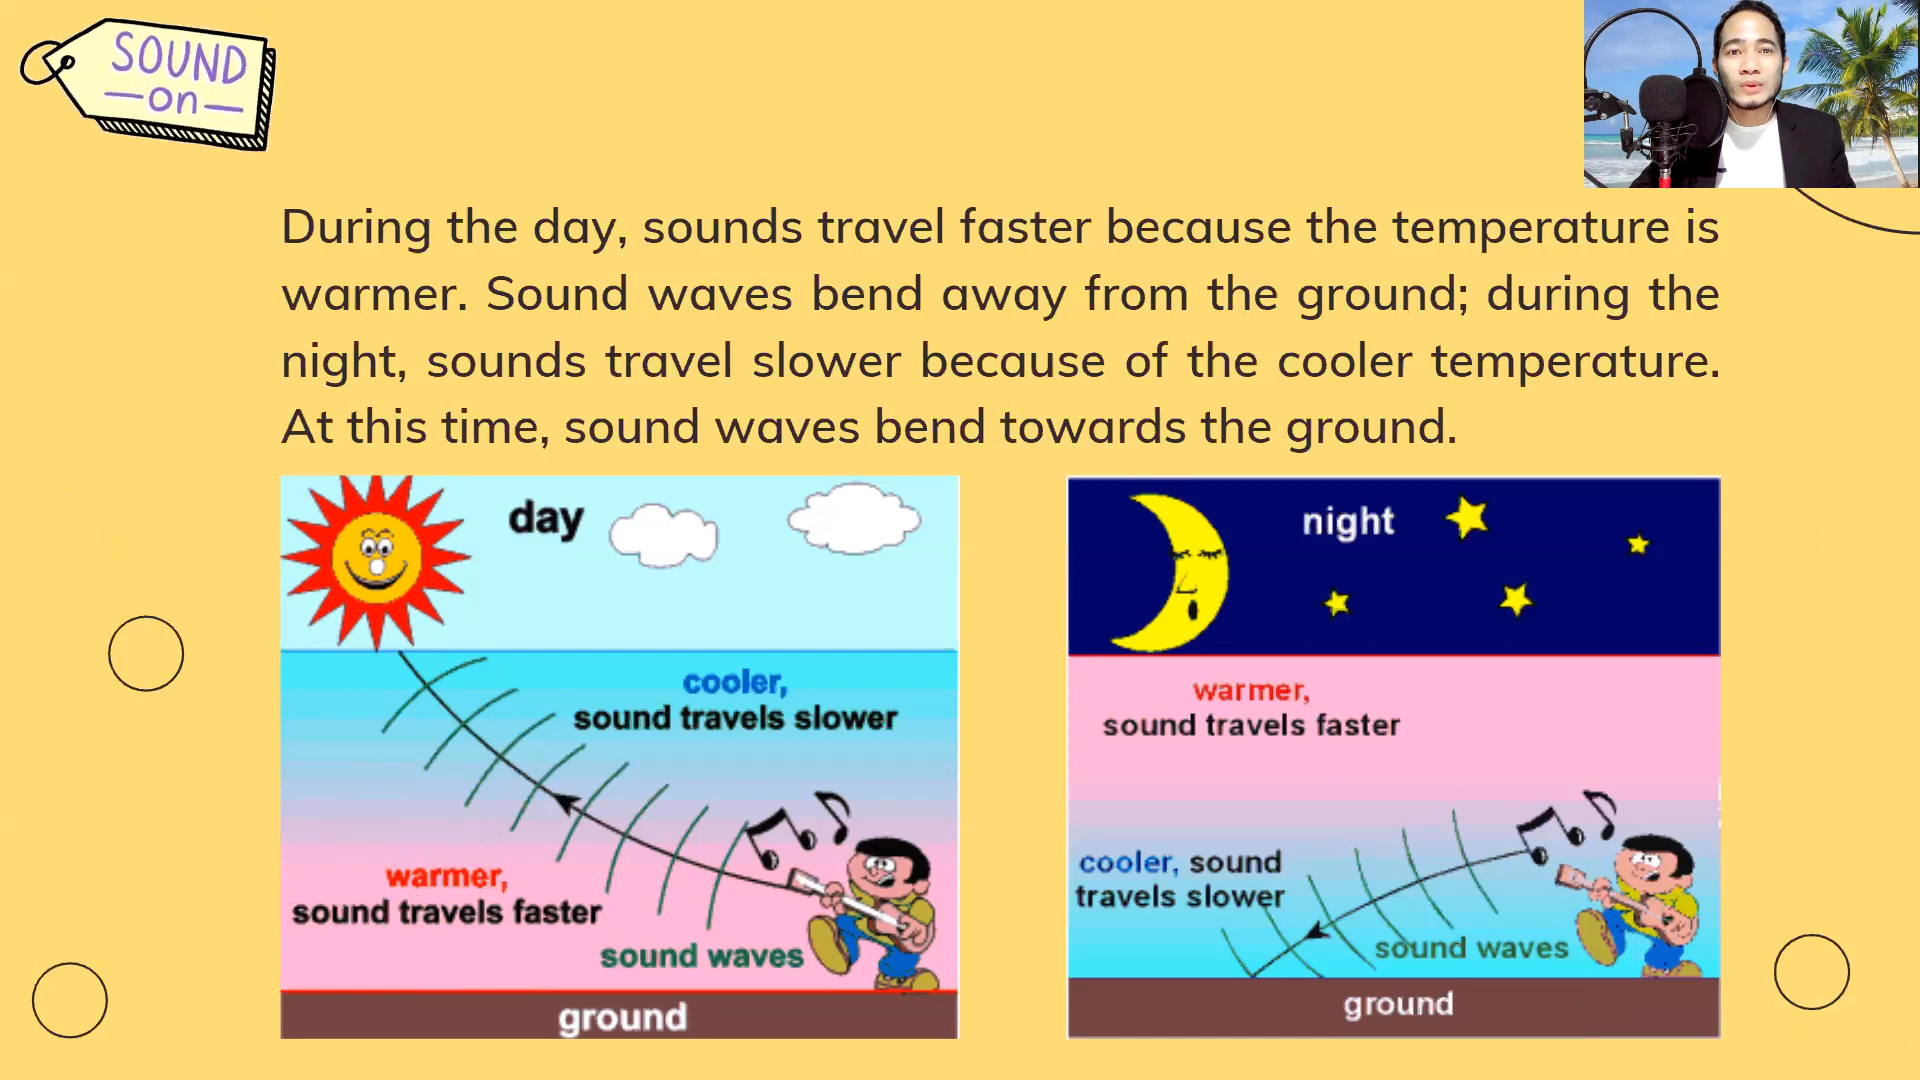 SOUND
on
During the day, sounds travel faster because the temperature is
warmer. Sound waves bend away from the ground; during the
night, sounds travel slower because of the cooler temperature.
At this time, sound waves bend towards the ground.
day
cooler,
sound travels slower
warmer,
sound travels faster
sound waves
ground
night
warmer,
sound travels faster
cooler, sound
travels slower
sound waves
ground